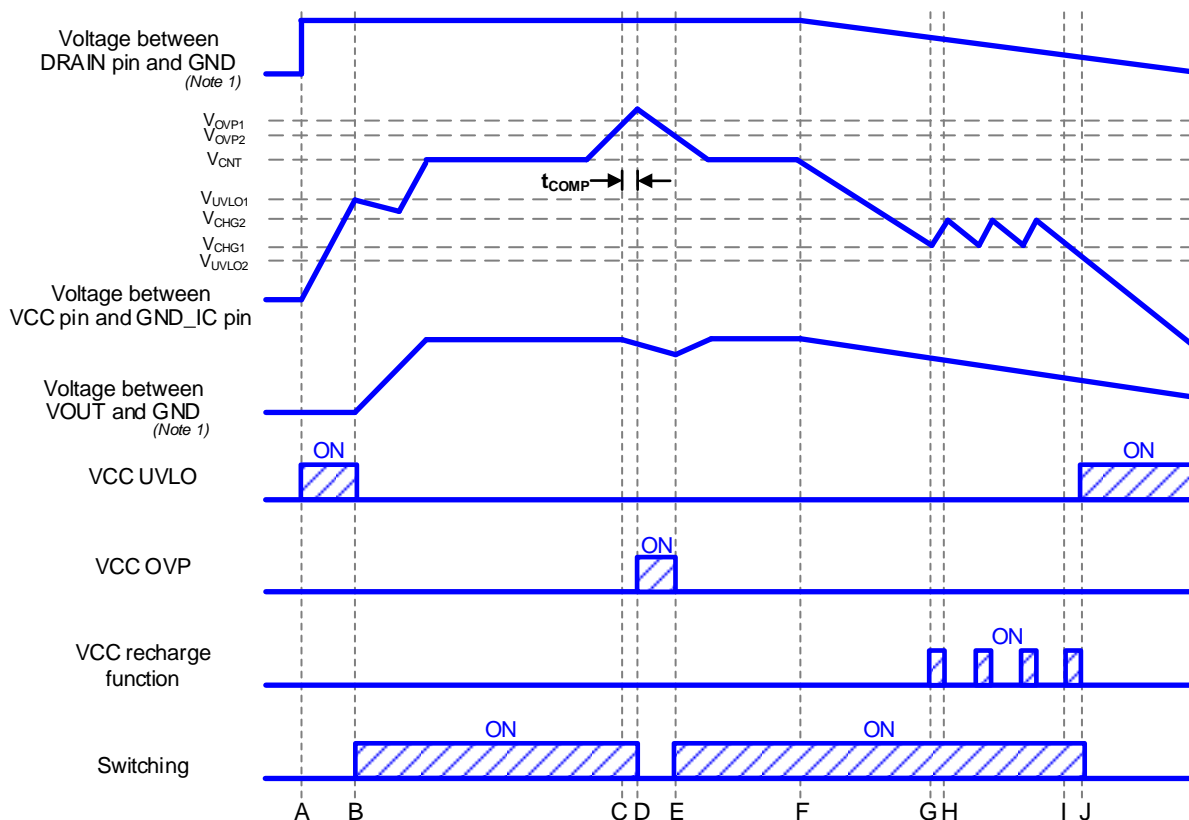 Voltage between
DRAIN pin and GND
(Note 1)
VOVP1
VOVP2
VCNT
tCOMP
VUVLO1
VCHG2
VCHG1
VUVLO2
Voltage between
VCC pin and GND_IC pin
Voltage between
VOUT and GND
(Note 1)
ON
ON
VCC UVLO
ON
VCC OVP
VCC recharge
function
ON
ON
ON
Switching
A B C D E F G H I J